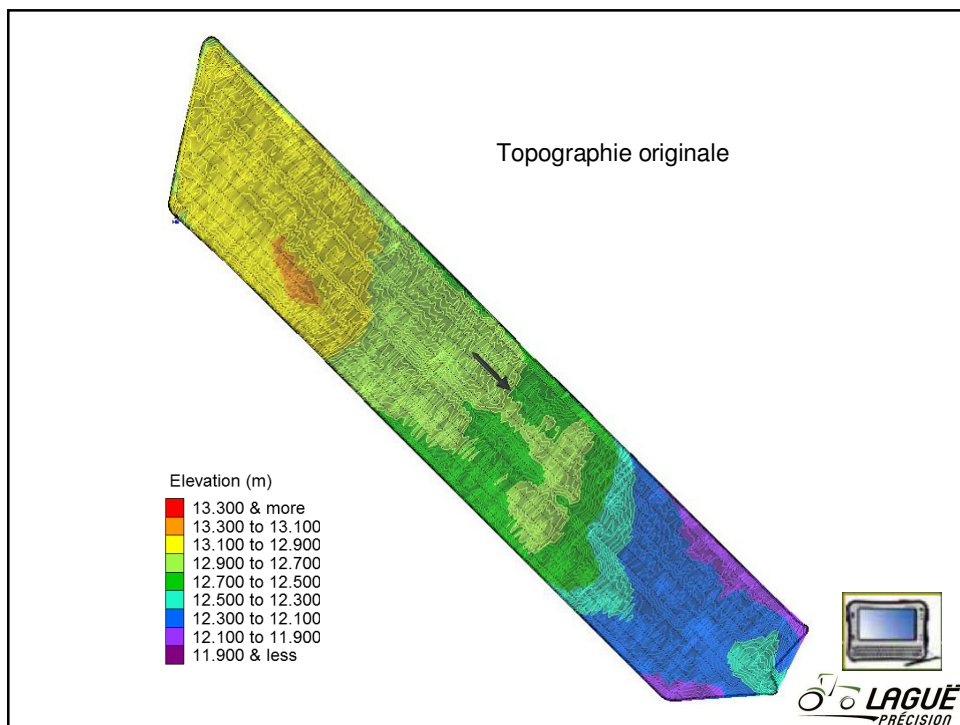 Topographie originale
Elevation (m)
13.300 & more
13.300 to 13.100
13.100 to 12.900
12.900 to 12.700
12.700 to 12.500
12.500 to 12.300
12.300 to 12.100
12.100 to 11.900
11.900 & less
LAGUË
PRÉCISION